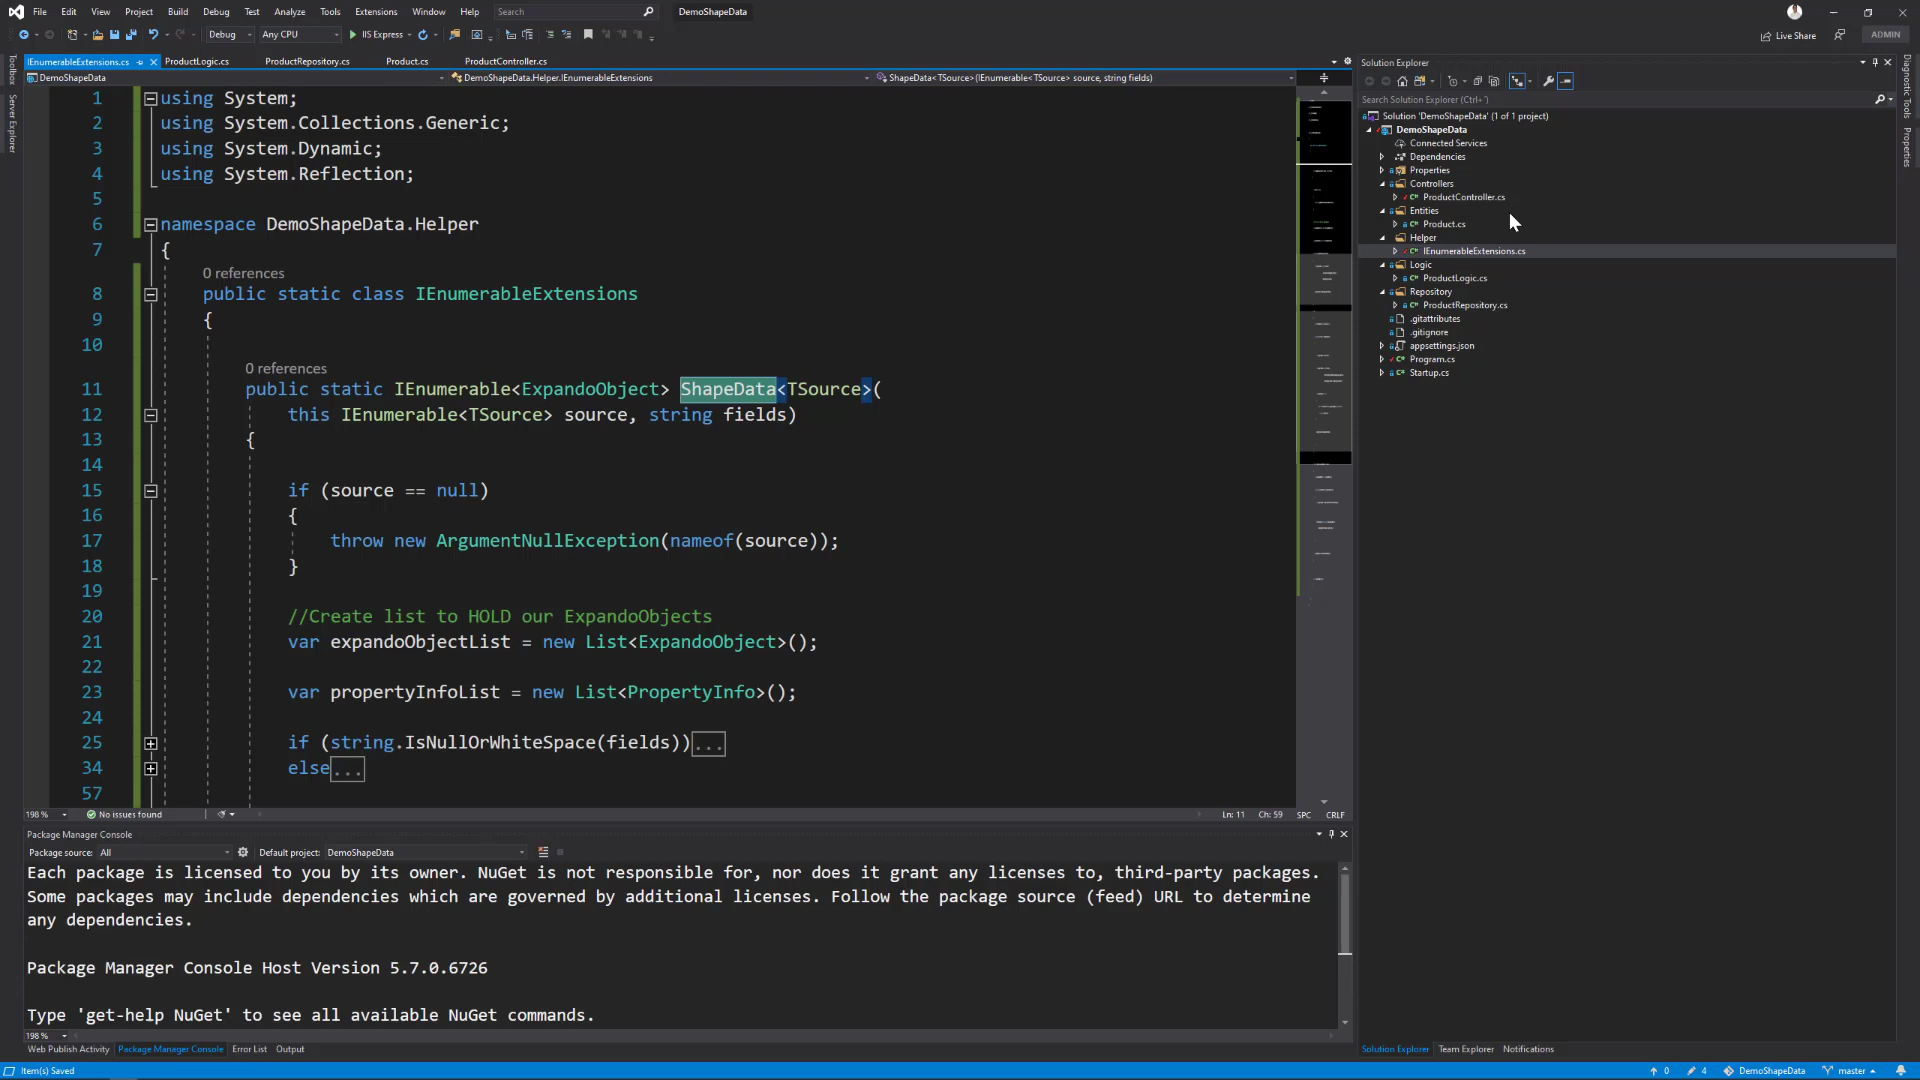 File Edit View Project Build Debug Test Analyze Tools Extensions Window Help Search DemoShapeData
Debug Any CPU IIS Express Live Share ADMIN
IEnumerableExtensions.cs ProductLogic.cs ProductRepository.cs Product.cs ProductController.cs
DemoShapeData DemoShapeData.Helper.IEnumerableExtensions ShapeData<TSource>(IEnumerable<TSource> source, string fields)
Toolbox
Server Explorer
1 using System;
2 using System.Collections.Generic;
3 using System.Dynamic;
4 using System.Reflection;
5
6 namespace DemoShapeData.Helper
7 {
0 references
8 public static class IEnumerableExtensions
9 {
10
0 references
11 public static IEnumerable<ExpandoObject> ShapeData<TSource>(
12 this IEnumerable<TSource> source, string fields)
13 {
14
15 if (source == null)
16 {
17 throw new ArgumentNullException(nameof(source));
18 }
19
20 //Create list to HOLD our ExpandoObjects
21 var expandoObjectList = new List<ExpandoObject>();
22
23 var propertyInfoList = new List<PropertyInfo>();
24
25 if (string.IsNullOrWhiteSpace(fields))...
34 else...
57
198 % No issues found Ln: 11 Ch: 59 SPC CRLF
Package Manager Console
Package source: All Default project: DemoShapeData
Each package is licensed to you by its owner. NuGet is not responsible for, nor does it grant any licenses to, third-party packages.
Some packages may include dependencies which are governed by additional licenses. Follow the package source (feed) URL to determine
any dependencies.
Package Manager Console Host Version 5.7.0.6726
Type 'get-help NuGet' to see all available NuGet commands.
198 %
Web Publish Activity Package Manager Console Error List Output
Solution Explorer
Search Solution Explorer (Ctrl+')
Solution 'DemoShapeData' (1 of 1 project)
DemoShapeData
Connected Services
Dependencies
Properties
Controllers
ProductController.cs
Entities
Product.cs
Helper
IEnumerableExtensions.cs
Logic
ProductLogic.cs
Repository
ProductRepository.cs
.gitattributes
.gitignore
appsettings.json
Program.cs
Startup.cs
Solution Explorer Team Explorer Notifications
Diagnostic Tools
Properties
Item(s) Saved 0 4 DemoShapeData master